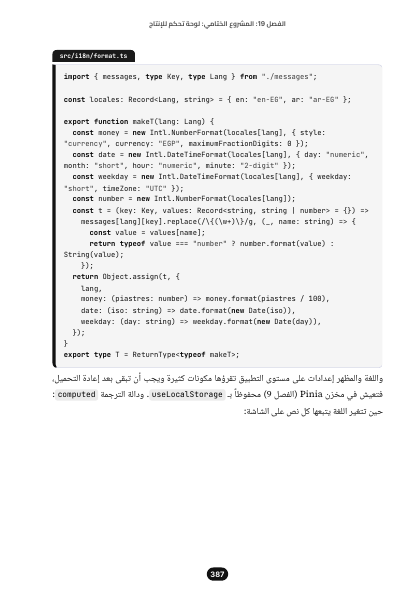 الفصل 19: المشروع الختامي: لوحة تحكم للإنتاج
src/i18n/format.ts
import { messages, type Key, type Lang } from "./messages";
const locales: Record<Lang, string> = { en: "en-EG", ar: "ar-EG" };
export function makeT(lang: Lang) {
const money = new Intl.NumberFormat(locales[lang], { style:
"currency", currency: "EGP", maximumFractionDigits: 0 });
const date = new Intl.DateTimeFormat(locales[lang], { day: "numeric",
month: "short", hour: "numeric", minute: "2-digit" });
const weekday = new Intl.DateTimeFormat(locales[lang], { weekday:
"short", timeZone: "UTC" });
const number = new Intl.NumberFormat(locales[lang]);
const t = (key: Key, values: Record<string, string | number> = {}) =>
messages[lang][key].replace(/\{(\w+)\}/g, (_, name: string) => {
const value = values[name];
return typeof value === "number" ? number.format(value) :
String(value);
});
return Object.assign(t, {
lang,
money: (piastres: number) => money.format(piastres / 100),
date: (iso: string) => date.format(new Date(iso)),
weekday: (day: string) => weekday.format(new Date(day)),
});
}
export type T = ReturnType<typeof makeT>;
واللغة والمظهر إعدادات على مستوى التطبيق تقرؤها مكونات كثيرة ويجب أن تبقى بعد إعادة التحميل،
فتعيش في مخزن Pinia (الفصل 9) محفوظاً بـ useLocalStorage. ودالة الترجمة computed :
حين تتغير اللغة يتبعها كل نص على الشاشة:
387